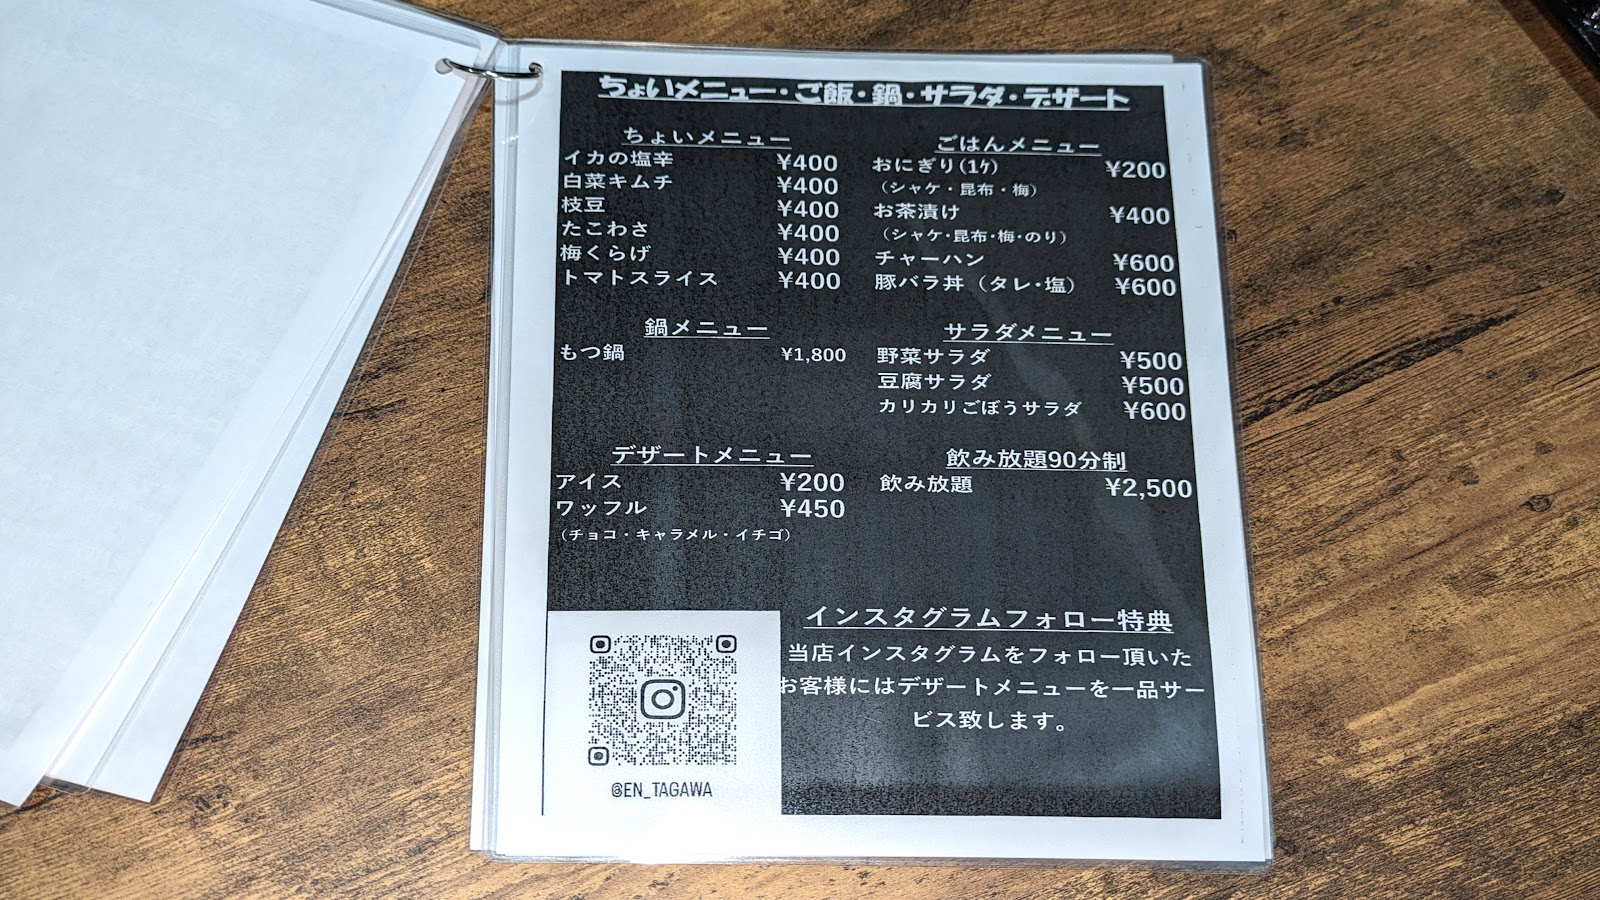 ちょいメニュー・ご飯・鍋・サラダ・デザート
ちょいメニュー
イカの塩辛 ¥400
白菜キムチ ¥400
枝豆 ¥400
たこわさ ¥400
梅くらげ ¥400
トマトスライス ¥400
ごはんメニュー
おにぎり(1ヶ) ¥200
（シャケ・昆布・梅）
お茶漬け ¥400
（シャケ・昆布・梅・のり）
チャーハン ¥600
豚バラ丼（タレ・塩） ¥600
鍋メニュー
もつ鍋 ¥1,800
サラダメニュー
野菜サラダ ¥500
豆腐サラダ ¥500
カリカリごぼうサラダ ¥600
デザートメニュー
アイス ¥200
ワッフル ¥450
（チョコ・キャラメル・イチゴ）
飲み放題90分制
飲み放題 ¥2,500
インスタグラムフォロー特典
当店インスタグラムをフォロー頂いた
お客様にはデザートメニューを一品サー
ビス致します。
@EN_TAGAWA